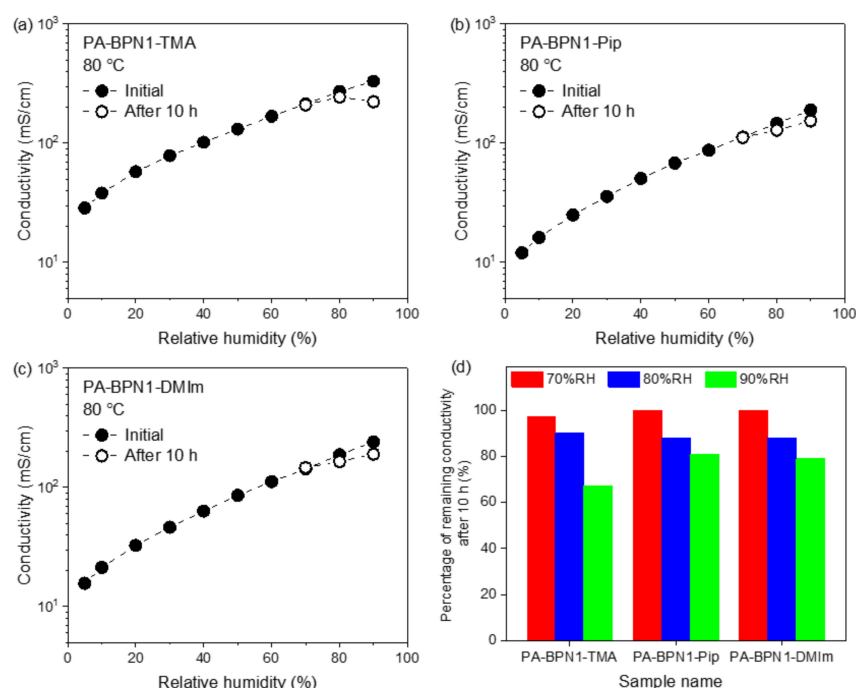 (a)
PA-BPN1-TMA
80 °C
Initial
After 10 h
Conductivity (mS/cm)
10³
10²
10¹
0 20 40 60 80 100
Relative humidity (%)
(b)
PA-BPN1-Pip
80 °C
Initial
After 10 h
Conductivity (mS/cm)
10³
10²
10¹
0 20 40 60 80 100
Relative humidity (%)
(c)
PA-BPN1-DMIm
80 °C
Initial
After 10 h
Conductivity (mS/cm)
10³
10²
10¹
0 20 40 60 80 100
Relative humidity (%)
(d)
70%RH 80%RH 90%RH
Percentage of remaining conductivity
after 10 h (%)
100
80
60
40
20
0
PA-BPN1-TMA PA-BPN1-Pip PA-BPN1-DMIm
Sample name